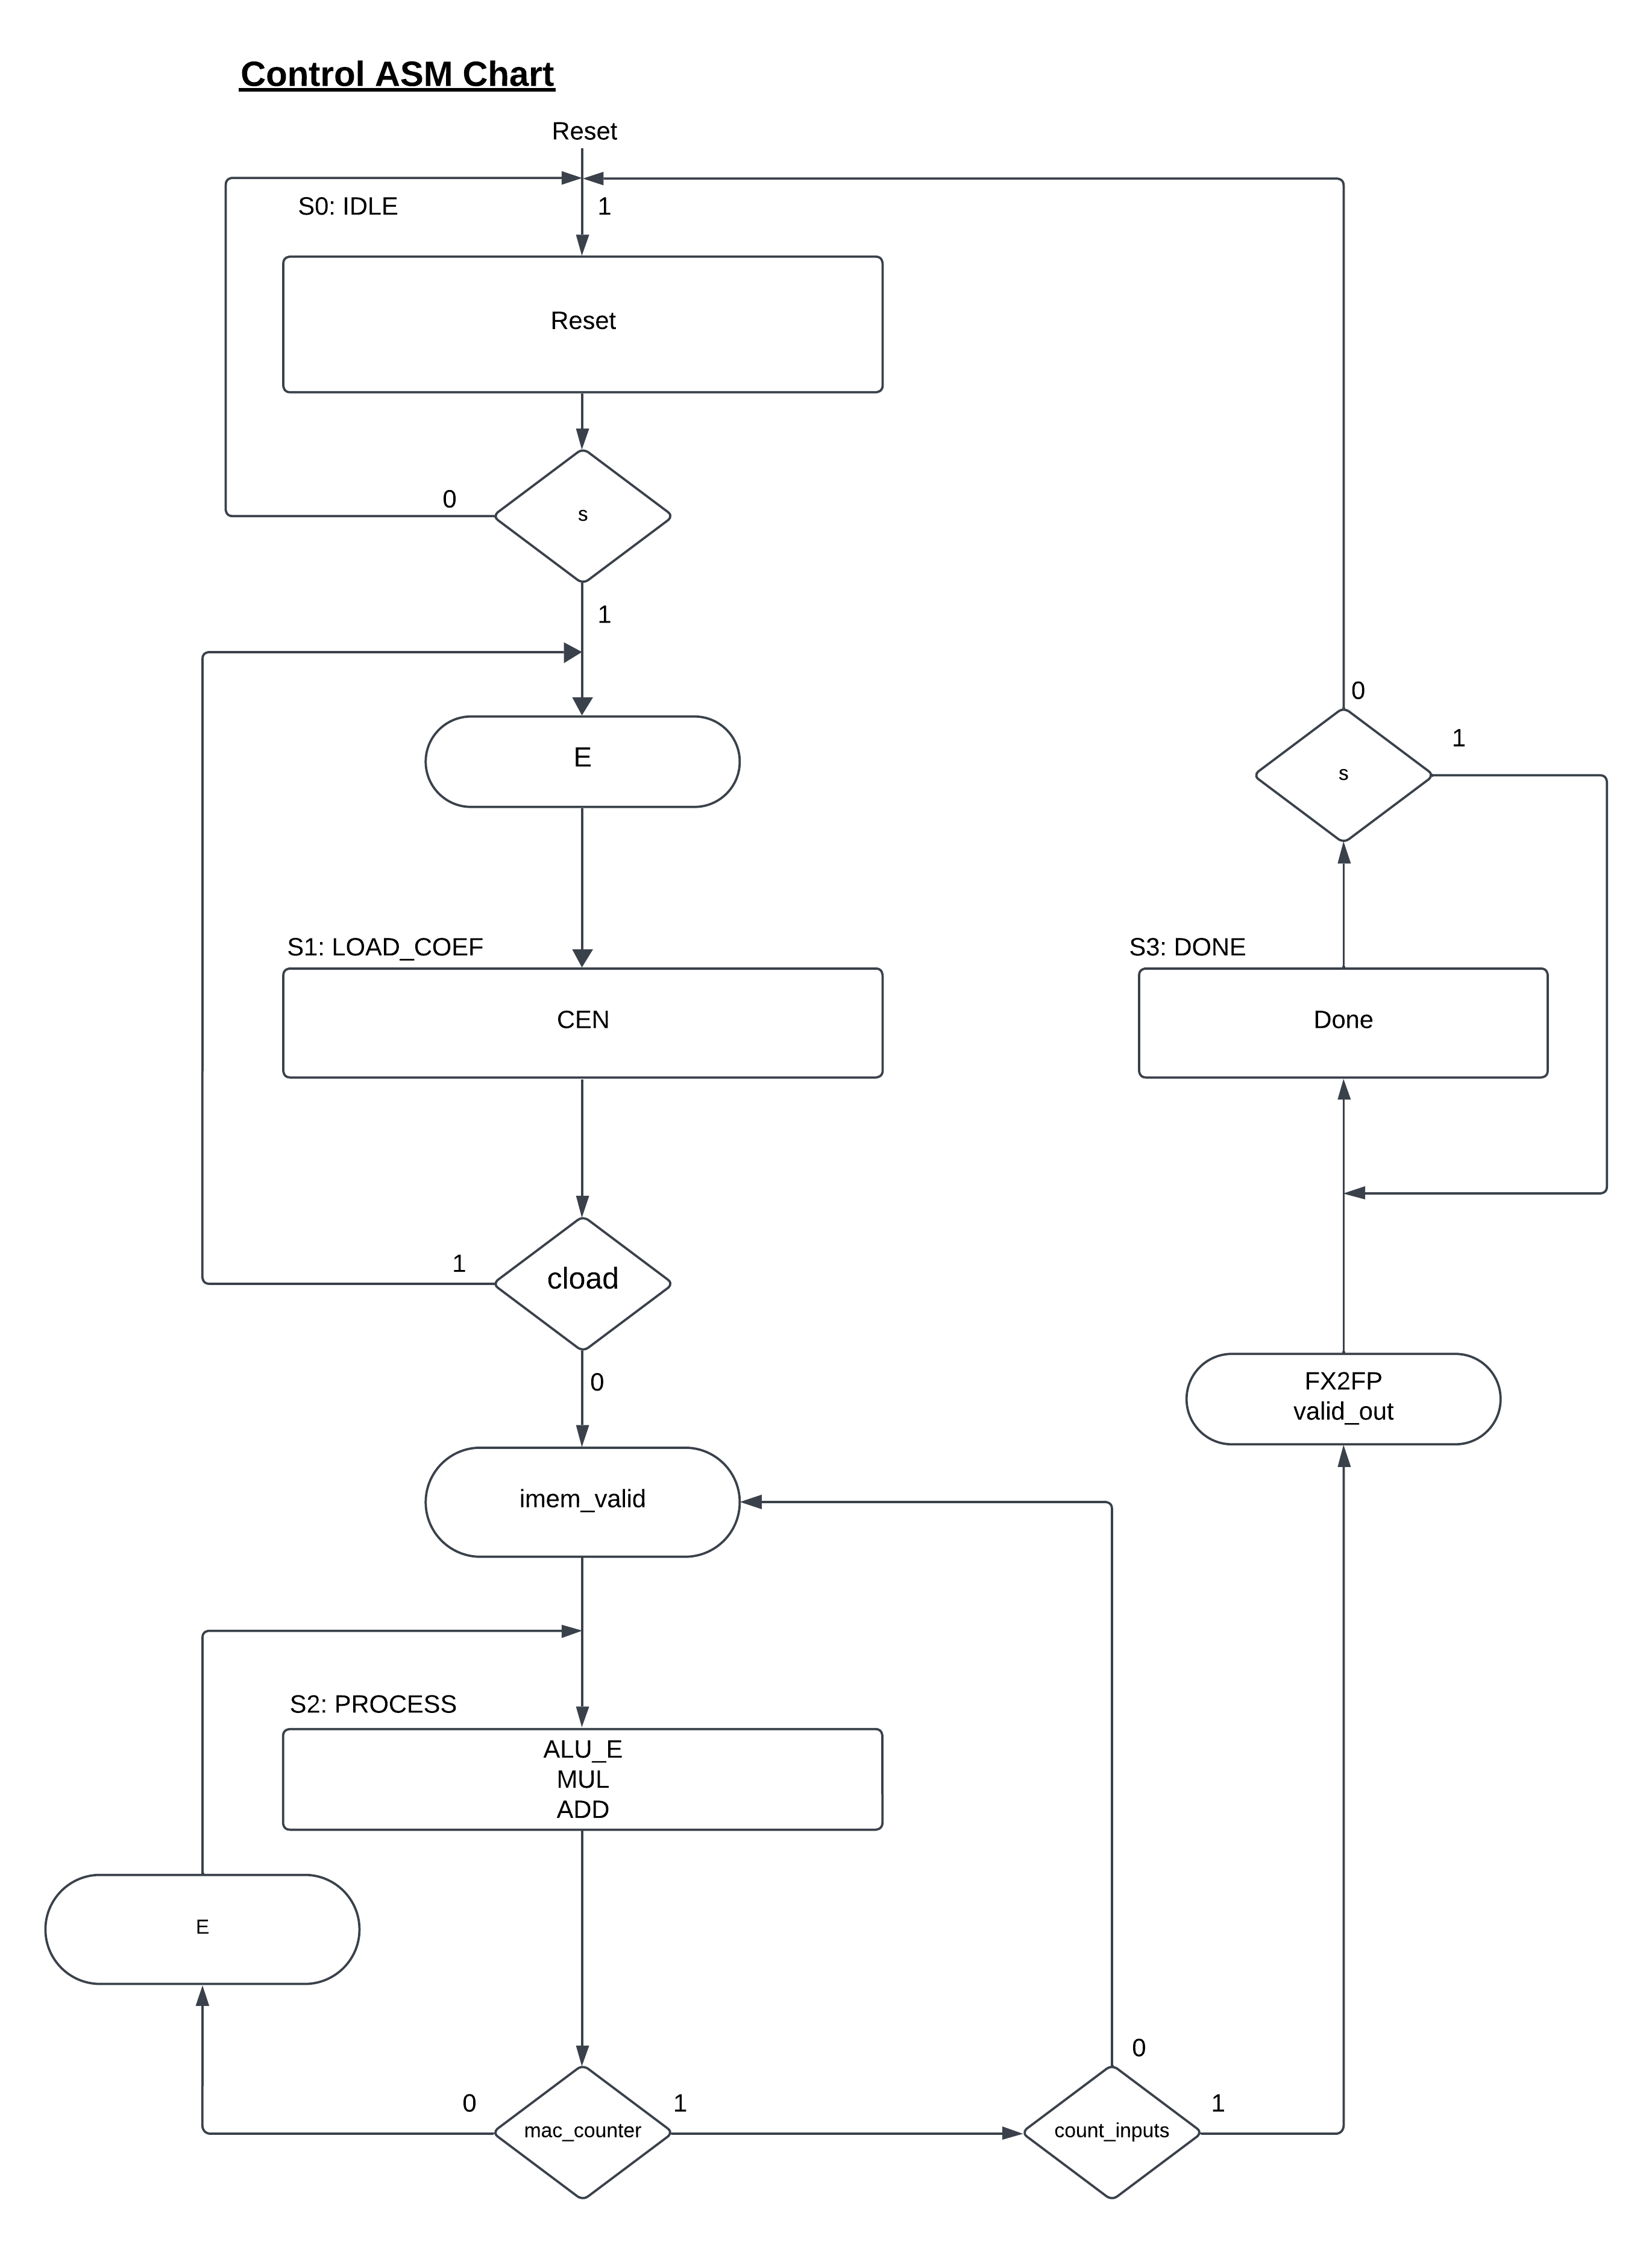 Control ASM Chart
Reset
S0: IDLE
1
Reset
s
0
1
E
S1: LOAD_COEF
CEN
cload
1
0
imem_valid
S2: PROCESS
ALU_E
MUL
ADD
E
0
mac_counter
1
count_inputs
0
1
FX2FP
valid_out
S3: DONE
Done
s
0
1